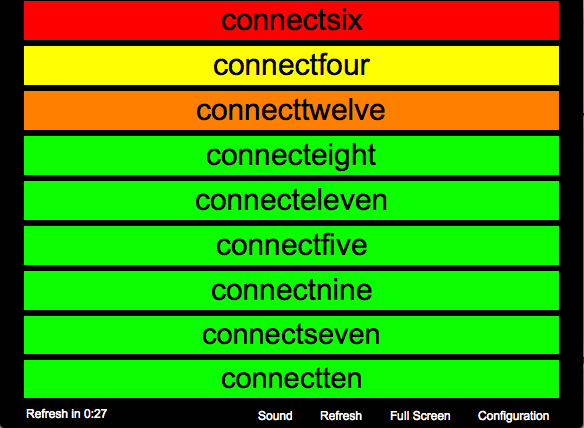 connectsix
connectfour
connecttwelve
connecteight
connecteleven
connectfive
connectnine
connectseven
connectten
Refresh in 0:27 Sound Refresh Full Screen Configuration